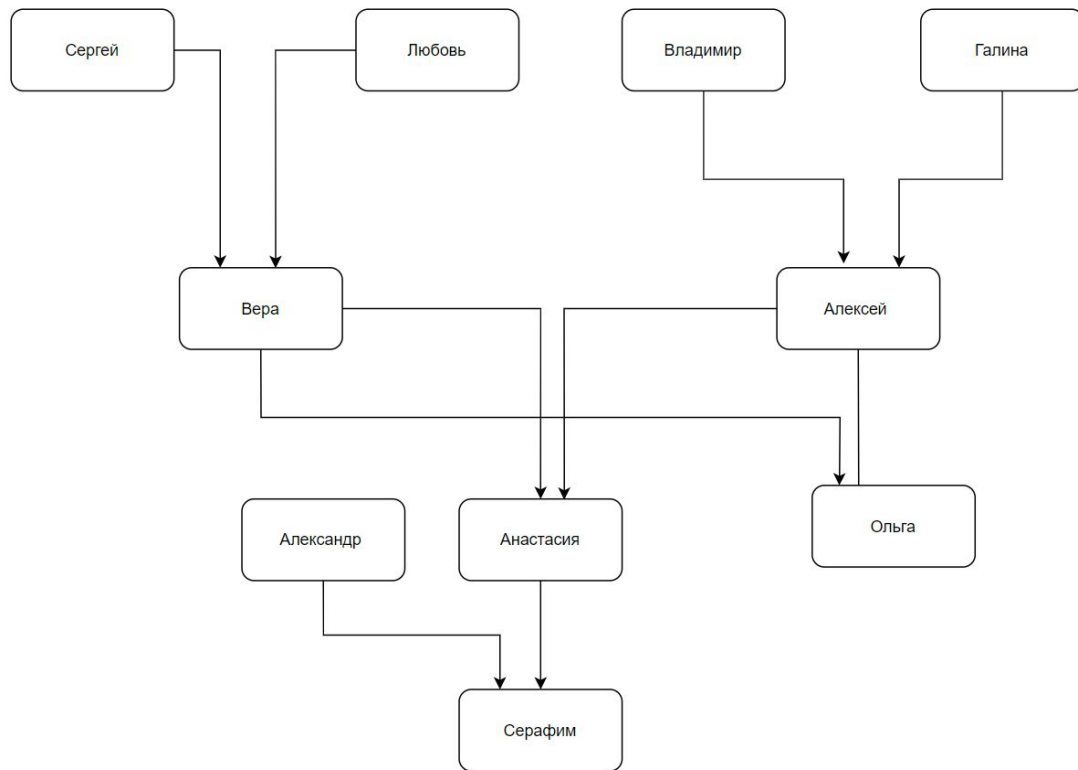 Сергей
Любовь
Владимир
Галина
Вера
Алексей
Александр
Анастасия
Ольга
Серафим